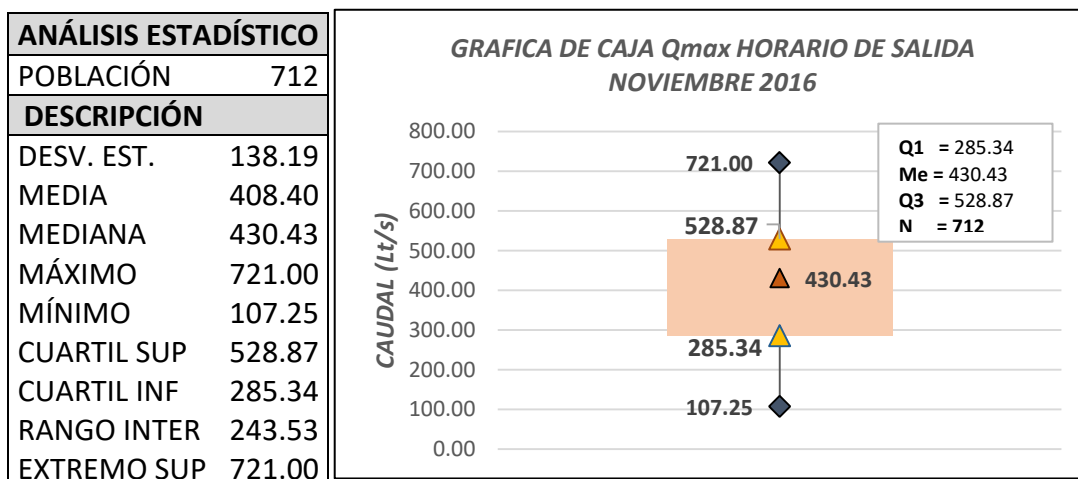 ANÁLISIS ESTADÍSTICO
POBLACIÓN 712
DESCRIPCIÓN
DESV. EST. 138.19
MEDIA 408.40
MEDIANA 430.43
MÁXIMO 721.00
MÍNIMO 107.25
CUARTIL SUP 528.87
CUARTIL INF 285.34
RANGO INTER 243.53
EXTREMO SUP 721.00
GRAFICA DE CAJA Qmax HORARIO DE SALIDA
NOVIEMBRE 2016
CAUDAL (Lt/s)
800.00
700.00
600.00
500.00
400.00
300.00
200.00
100.00
0.00
721.00
528.87
430.43
285.34
107.25
Q1 = 285.34
Me = 430.43
Q3 = 528.87
N = 712